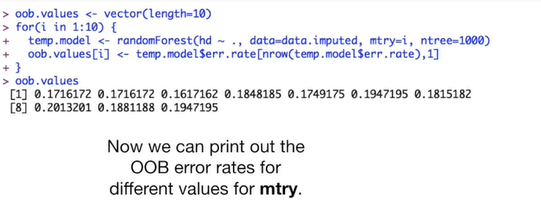 > oob.values <- vector(length=10)
> for(i in 1:10) {
+   temp.model <- randomForest(hd ~ ., data=data.imputed, mtry=i, ntree=1000)
+   oob.values[i] <- temp.model$err.rate[nrow(temp.model$err.rate),1]
+ }
> oob.values
[1] 0.1716172 0.1716172 0.1617162 0.1848185 0.1749175 0.1947195 0.1815182
[8] 0.2013201 0.1881188 0.1947195
Now we can print out the
OOB error rates for
different values for mtry.